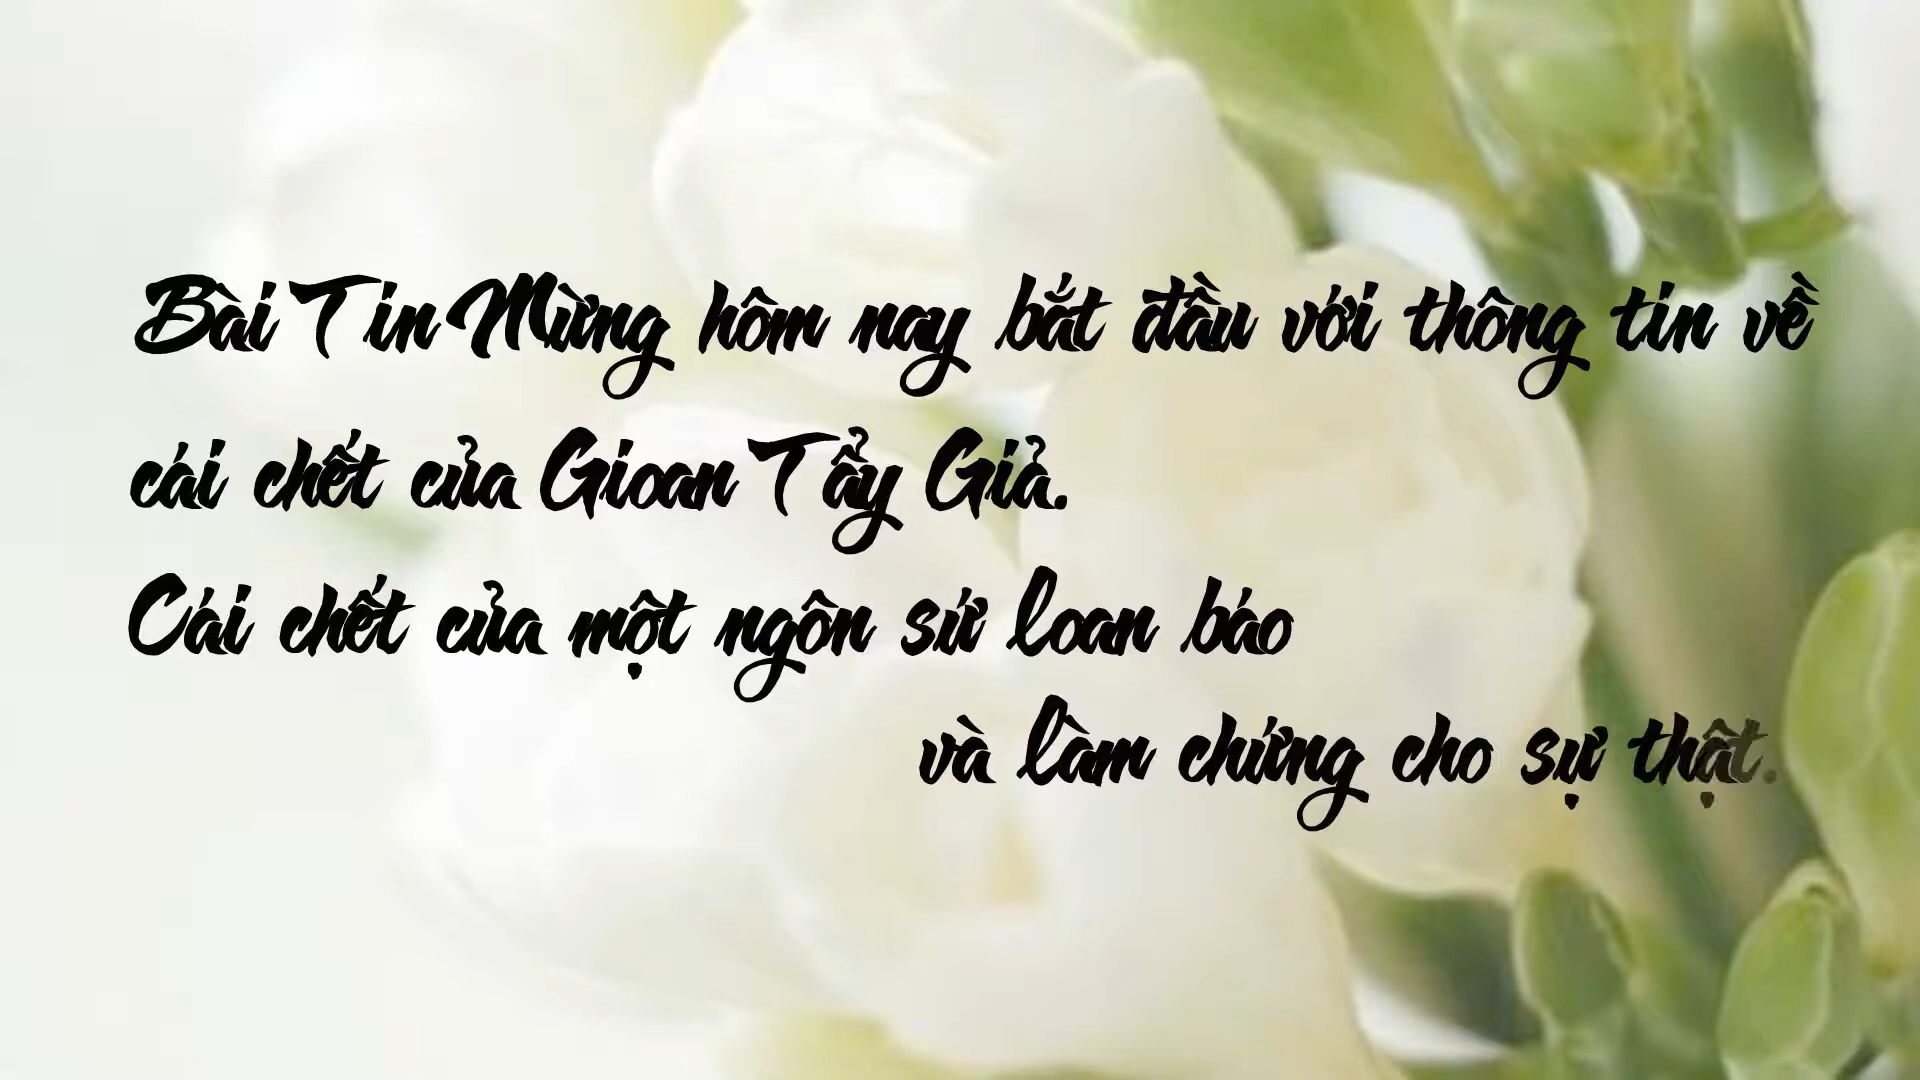 Bài Tin Mừng hôm nay bắt đầu với thông tin về
cái chết của Gioan Tẩy Giả.
Cái chết của một ngôn sứ loan báo
và làm chứng cho sự thật.